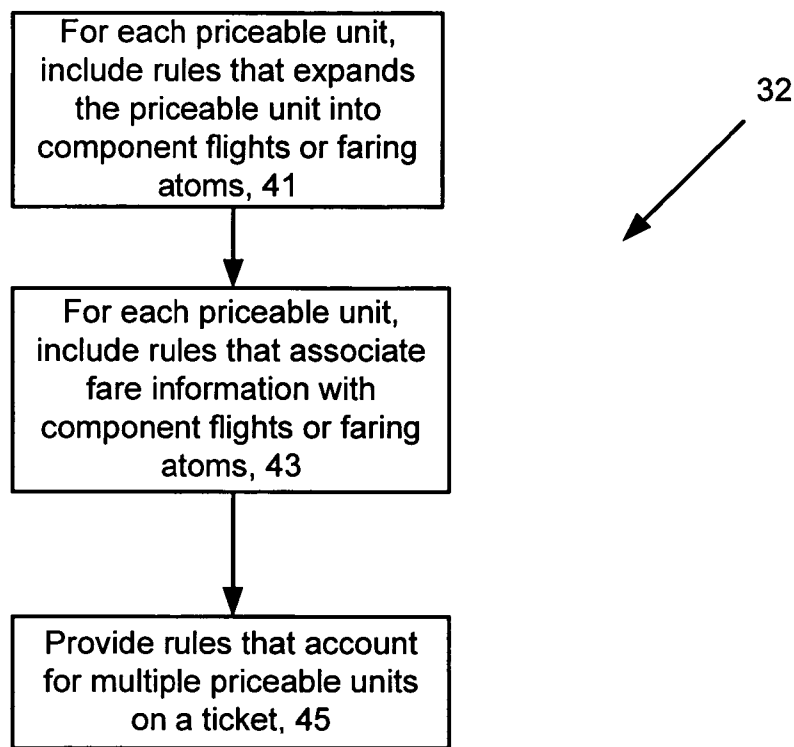 For each priceable unit,
include rules that expands
the priceable unit into
component flights or faring
atoms, 41
32
For each priceable unit,
include rules that associate
fare information with
component flights or faring
atoms, 43
Provide rules that account
for multiple priceable units
on a ticket, 45